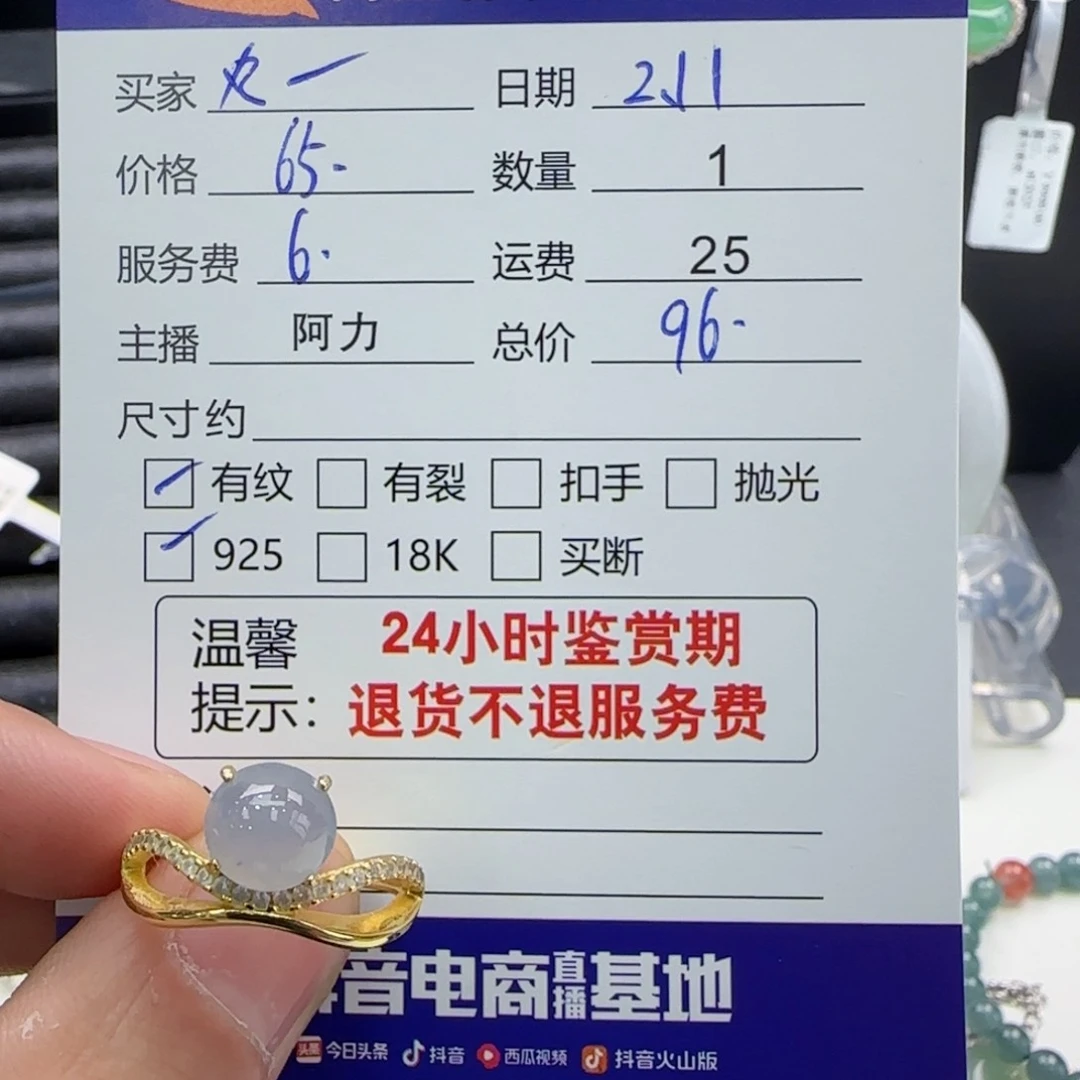 买家 日期 2.11
价格 65. 数量 1
服务费 6. 运费 25
主播 阿力 总价 96.
尺寸约
有纹 有裂 扣手 抛光
925 18K 买断
温馨 24小时鉴赏期
提示：退货不退服务费
音电商直播基地
头条 今日头条 抖音 西瓜视频 抖音火山版